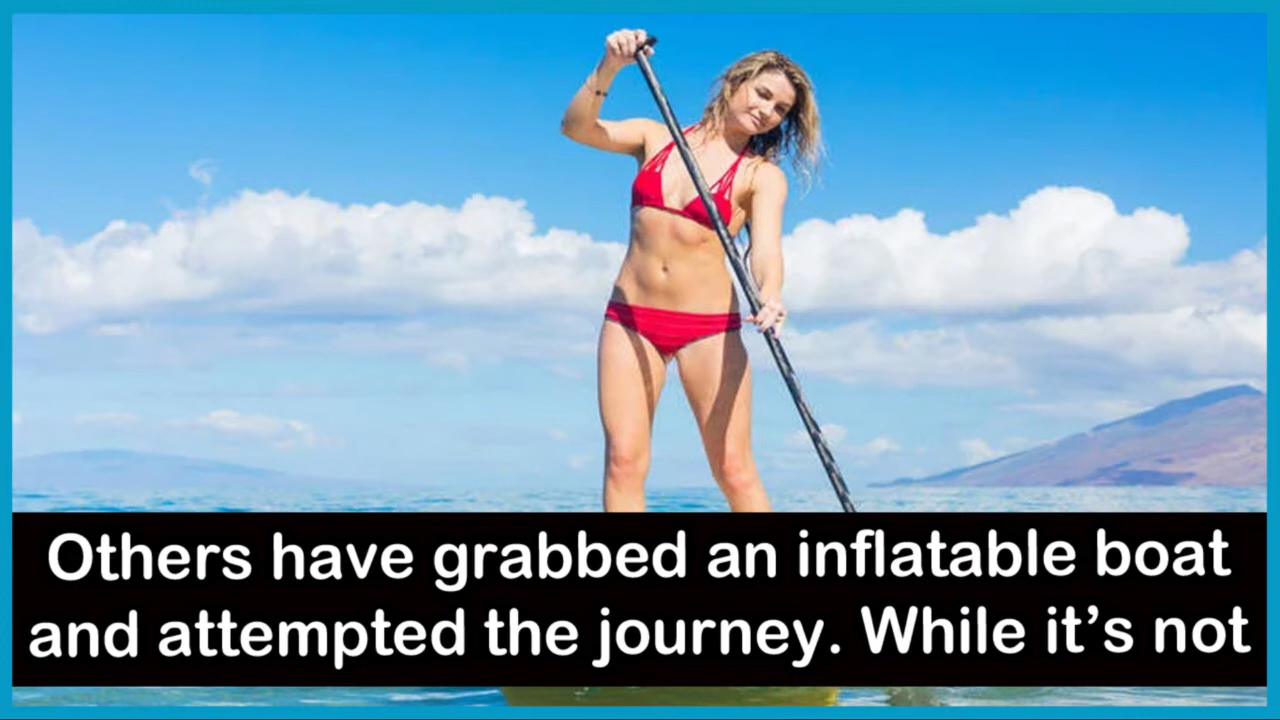 Others have grabbed an inflatable boat
and attempted the journey. While it’s not